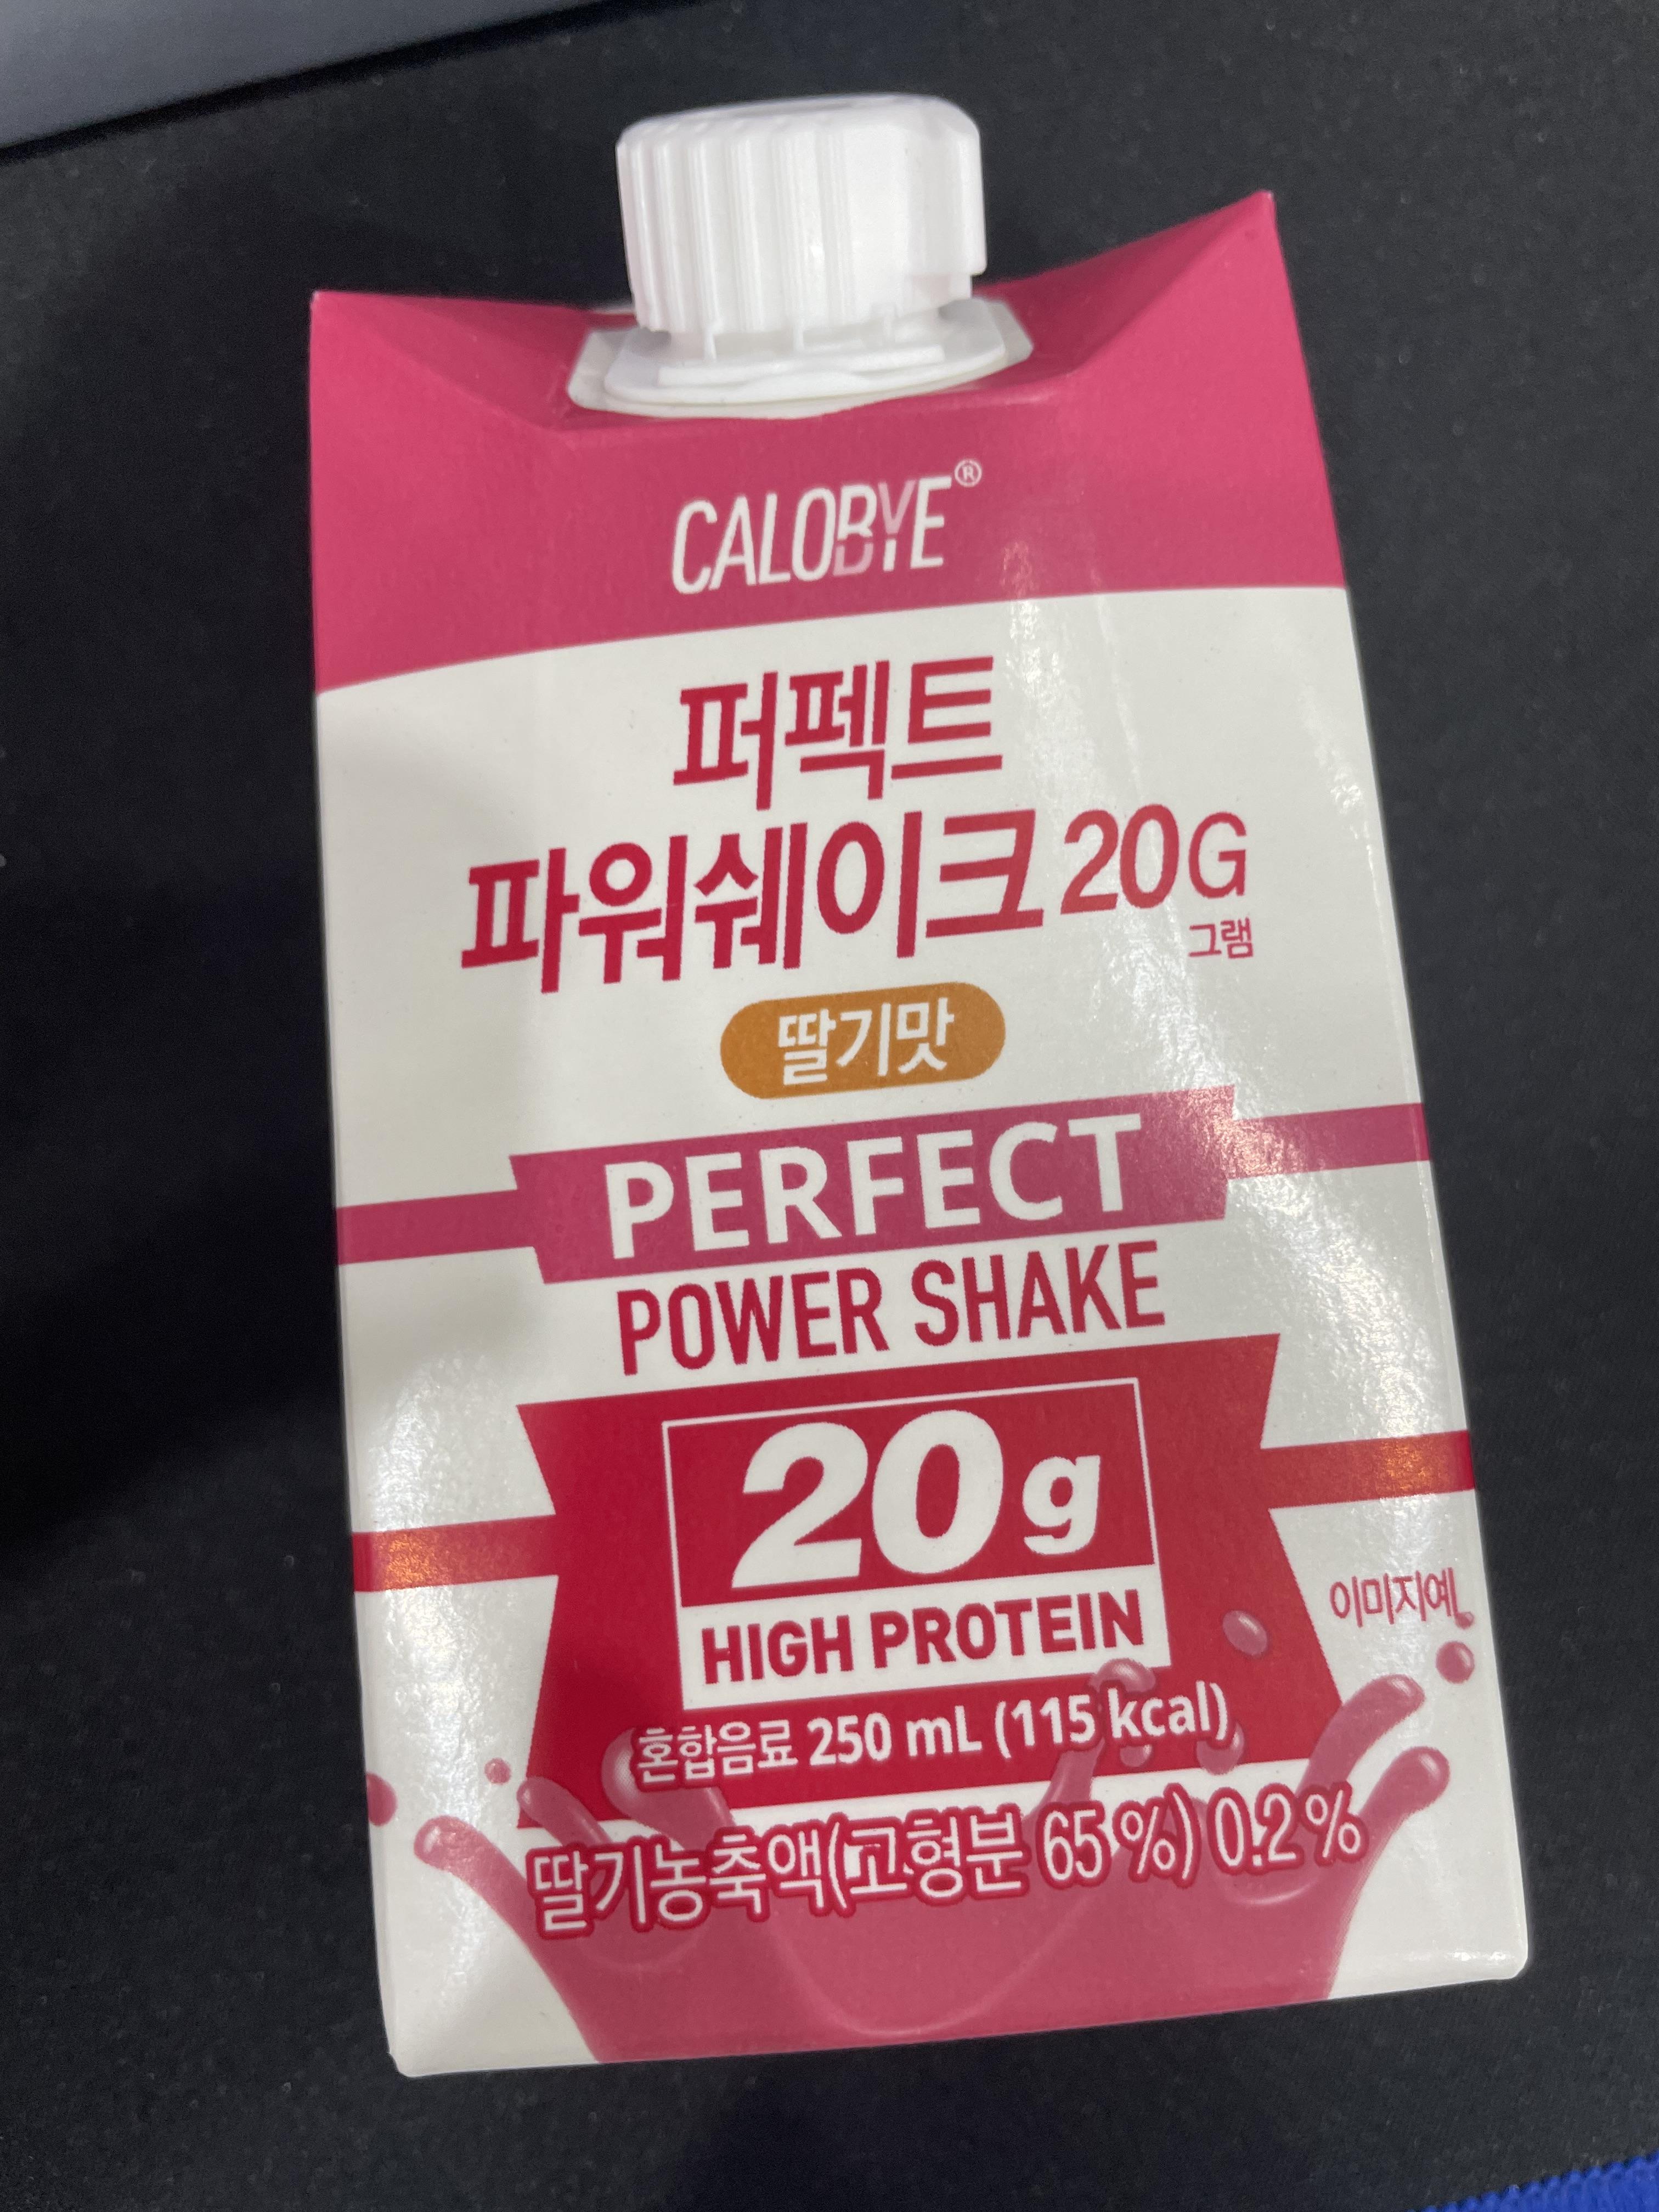 CALOBYE®
퍼펙트
파워쉐이크 20G
그램
딸기맛
PERFECT
POWER SHAKE
20 g
HIGH PROTEIN
이미지예
혼합음료 250 mL (115 kcal)
딸기농축액(고형분 65 %) 0.2 %